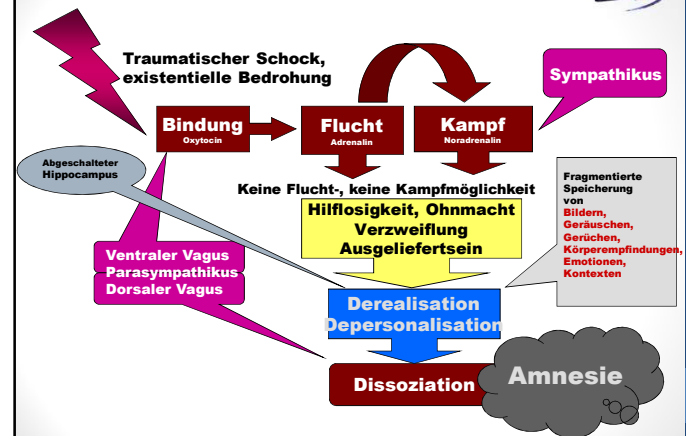 Traumatischer Schock,
existentielle Bedrohung
Sympathikus
Bindung
Oxytocin
Flucht
Adrenalin
Kampf
Noradrenalin
Abgeschalteter
Hippocampus
Keine Flucht-, keine Kampfmöglichkeit
Fragmentierte
Speicherung
von
Bildern,
Geräuschen,
Gerüchen,
Körperempfindungen,
Emotionen,
Kontexten
Hilflosigkeit, Ohnmacht
Verzweiflung
Ausgeliefertsein
Ventraler Vagus
Parasympathikus
Dorsaler Vagus
Derealisation
Depersonalisation
Dissoziation
Amnesie